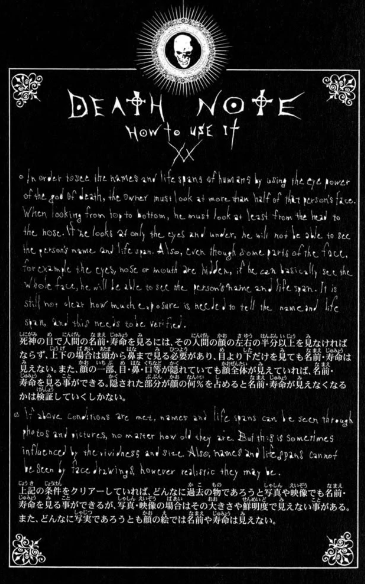 DEATH NOTE
HOW to USE It
XX
o In order to see the names and life spans of humans by using the eye power
of the god of death, the owner must look at more than half of that person's face.
When looking from top to bottom, he must look at least from the head to
the nose. If he looks at only the eyes and under, he will not be able to see
the person's name and life span. Also, even though some parts of the face,
for example the eyes, nose or mouth are hidden, if he can basically see the
whole face, he will be able to see the person's name and life span. It is
still not clear how much exposure is needed to tell the name and life
span, and this needs to be verified.
死神の目で人間の名前・寿命を見るには、その人間の顔の左右の半分以上を見なければ
ならず、上下の場合は頭から鼻まで見る必要があり、目より下だけを見ても名前・寿命は
見えない。また、顔の一部、目・鼻・口等が隠れていても顔全体が見えていれば、名前・
寿命を見る事ができる。隠された部分が顔の何%を占めると名前・寿命が見えなくなる
かは検証していくしかない。
o If above conditions are met, names and life spans can be seen through
photos and pictures, no matter how old they are. But this is sometimes
influenced by the vividness and size. Also, names and life spans cannot
be seen by face drawings, however realistic they may be.
上記の条件をクリアーしていれば、どんなに過去の物であろうと写真や映像でも名前・
寿命を見る事ができるが、写真・映像の場合はその大きさや鮮明度で見えない事がある。
また、どんなに写実であろうとも顔の絵では名前や寿命は見えない。